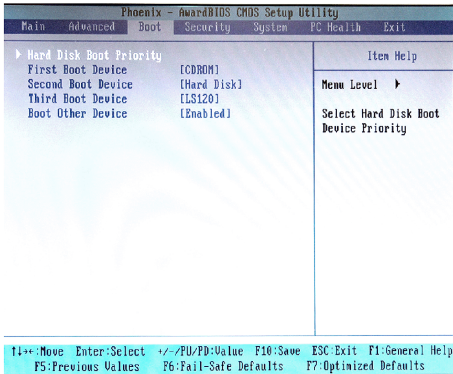 Phoenix - AwardBIOS CMOS Setup Utility
Main Advanced Boot Security System PC Health Exit
Hard Disk Boot Priority
First Boot Device [CDROM]
Second Boot Device [Hard Disk]
Third Boot Device [LS120]
Boot Other Device [Enabled]
Item Help
Menu Level ▶
Select Hard Disk Boot
Device Priority
↑↓→←:Move Enter:Select +/-/PU/PD:Value F10:Save ESC:Exit F1:General Help
F5:Previous Values F6:Fail-Safe Defaults F7:Optimized Defaults